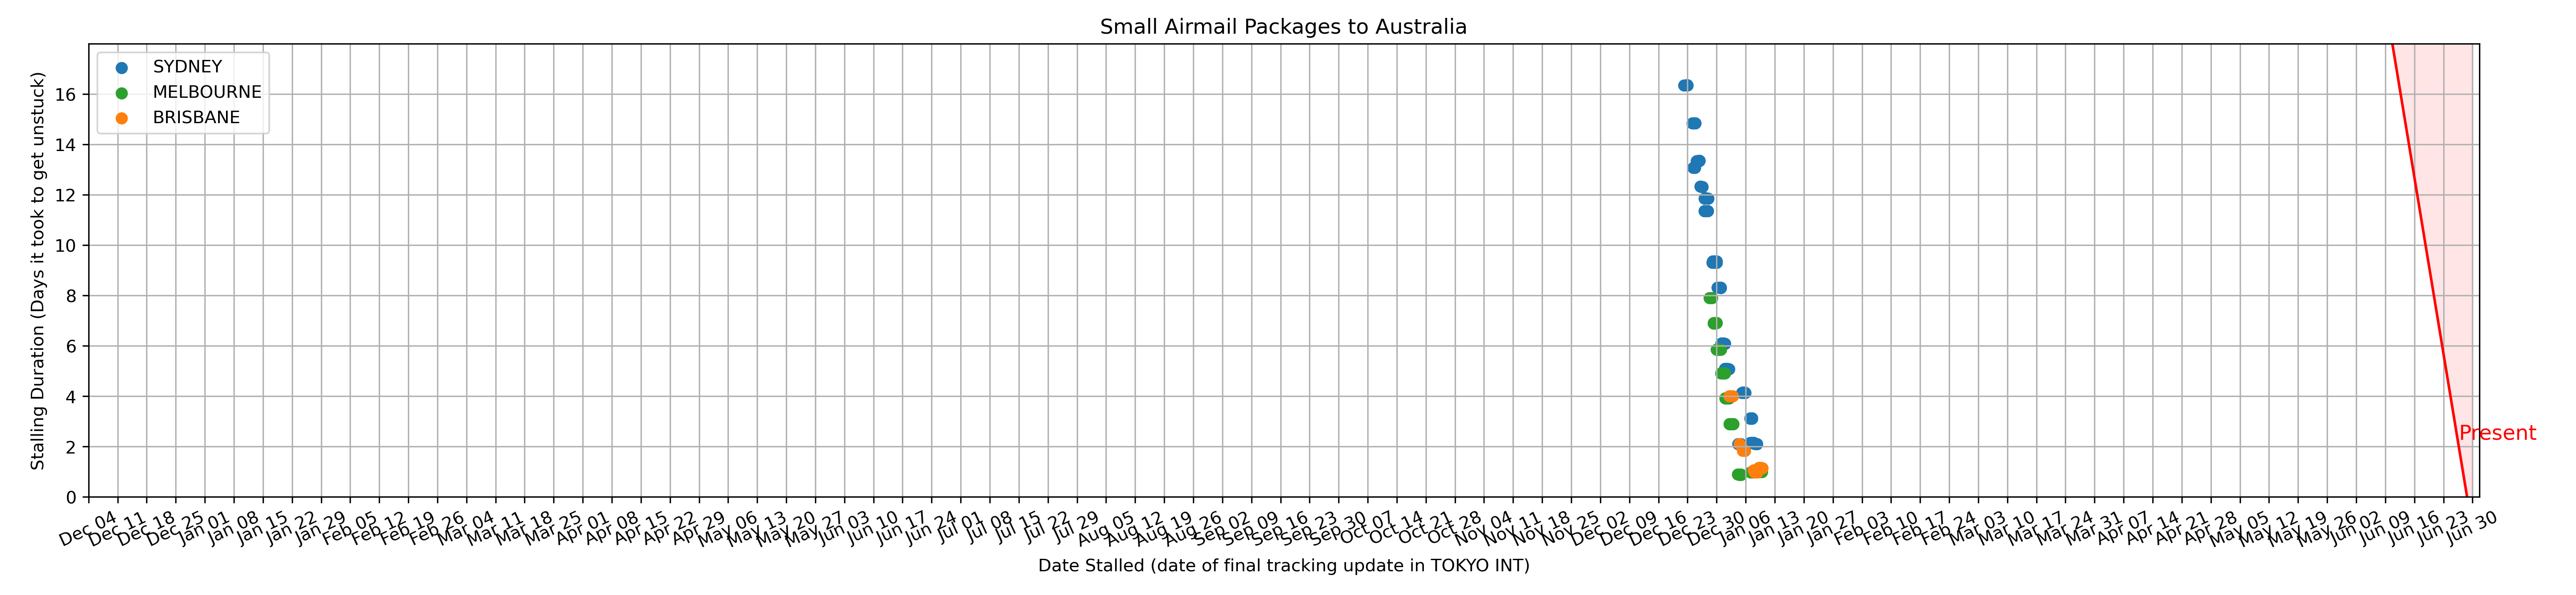 Small Airmail Packages to Australia
SYDNEY
MELBOURNE
BRISBANE
Stalling Duration (Days it took to get unstuck)
16
14
12
10
8
6
4
2
0
Present
Dec 04
Dec 11
Dec 18
Dec 25
Jan 01
Jan 08
Jan 15
Jan 22
Jan 29
Feb 05
Feb 12
Feb 19
Feb 26
Mar 04
Mar 11
Mar 18
Mar 25
Apr 01
Apr 08
Apr 15
Apr 22
Apr 29
May 06
May 13
May 20
May 27
Jun 03
Jun 10
Jun 17
Jun 24
Jul 01
Jul 08
Jul 15
Jul 22
Jul 29
Aug 05
Aug 12
Aug 19
Aug 26
Sep 02
Sep 09
Sep 16
Sep 23
Sep 30
Oct 07
Oct 14
Oct 21
Oct 28
Nov 04
Nov 11
Nov 18
Nov 25
Dec 02
Dec 09
Dec 16
Dec 23
Dec 30
Jan 06
Jan 13
Jan 20
Jan 27
Feb 03
Feb 10
Feb 17
Feb 24
Mar 03
Mar 10
Mar 17
Mar 24
Mar 31
Apr 07
Apr 14
Apr 21
Apr 28
May 05
May 12
May 19
May 26
Jun 02
Jun 09
Jun 16
Jun 23
Jun 30
Date Stalled (date of final tracking update in TOKYO INT)